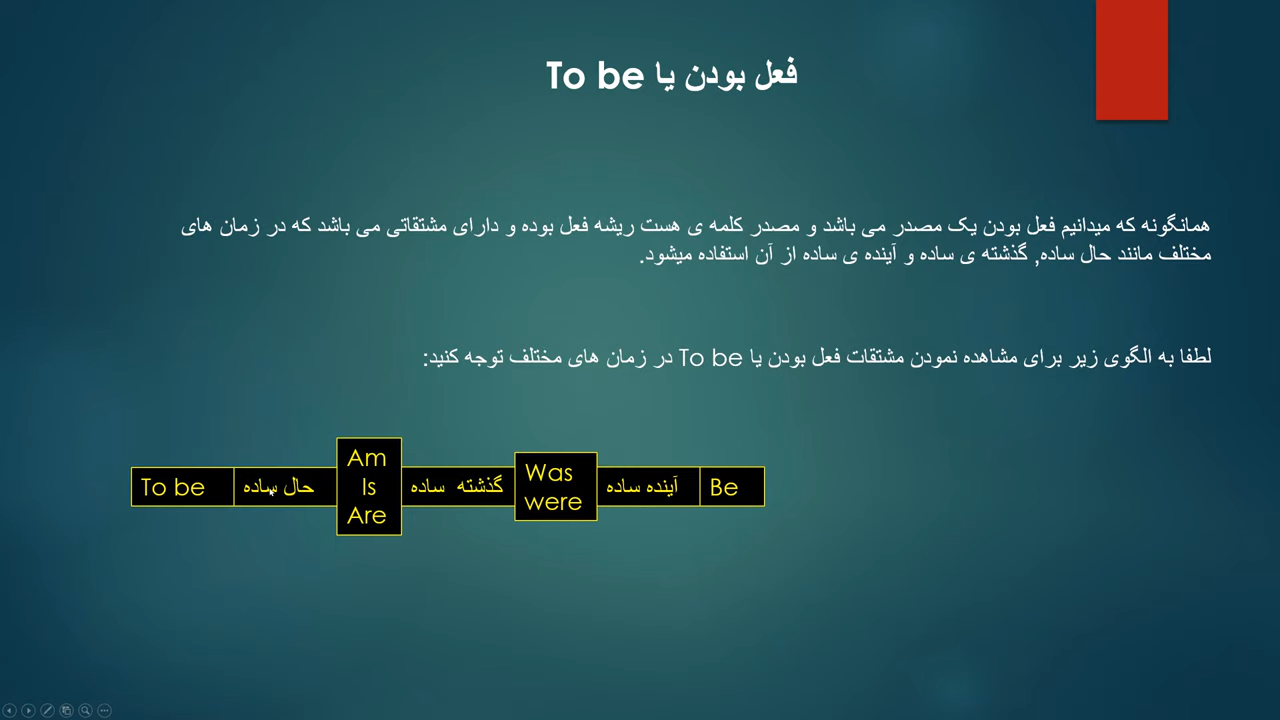 فعل بودن یا To be
همانگونه که میدانیم فعل بودن یک مصدر می باشد و مصدر کلمه ی هست ریشه فعل بوده و دارای مشتقاتی می باشد که در زمان های
مختلف مانند حال ساده, گذشته ی ساده و آینده ی ساده از آن استفاده میشود.
لطفا به الگوی زیر برای مشاهده نمودن مشتقات فعل بودن یا To be در زمان های مختلف توجه کنید:
To be
حال ساده
Am
Is
Are
گذشته ساده
Was
were
آینده ساده
Be